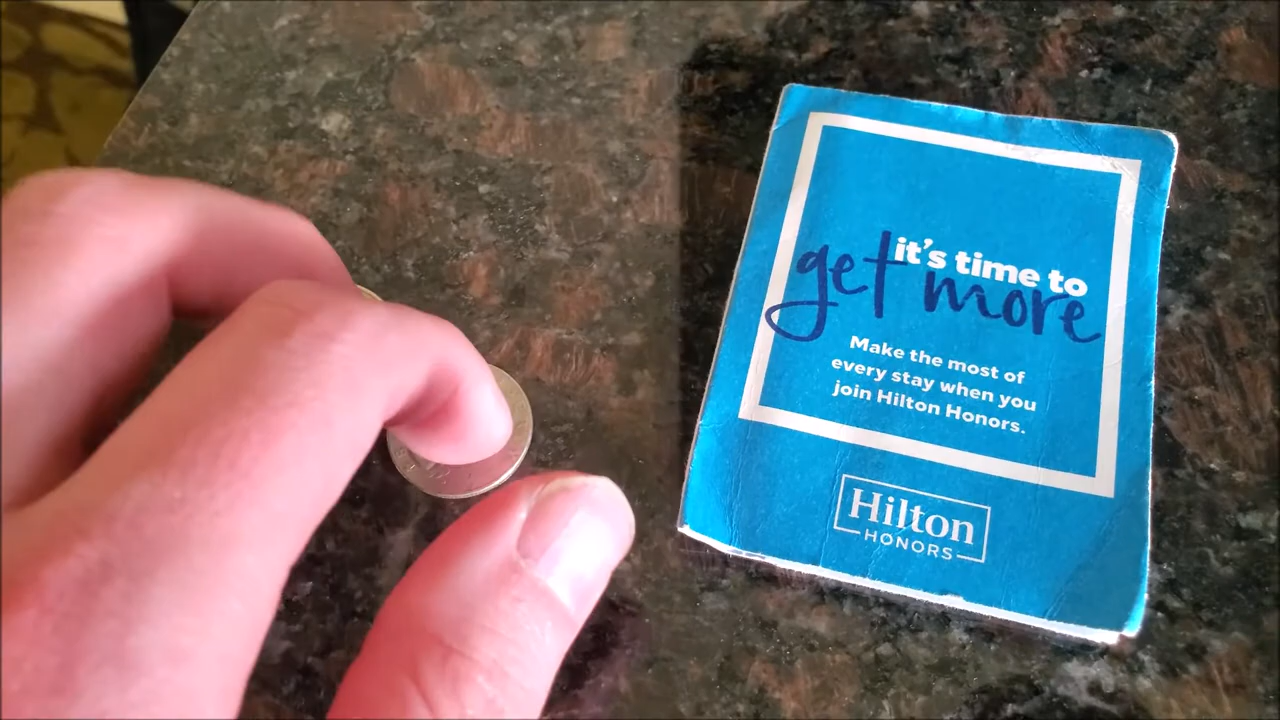 it's time to
get more
Make the most of
every stay when you
join Hilton Honors.
Hilton
HONORS